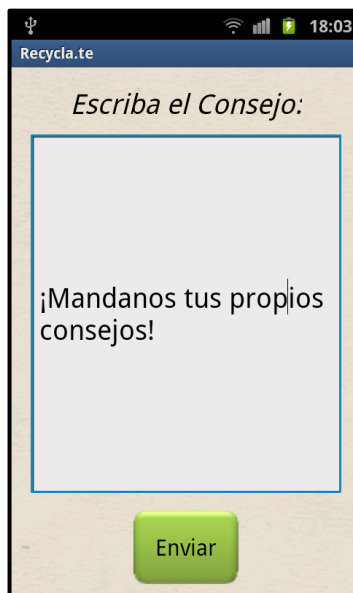 18:03
Recycla.te
Escriba el Consejo:
¡Mandanos tus propios
consejos!
Enviar